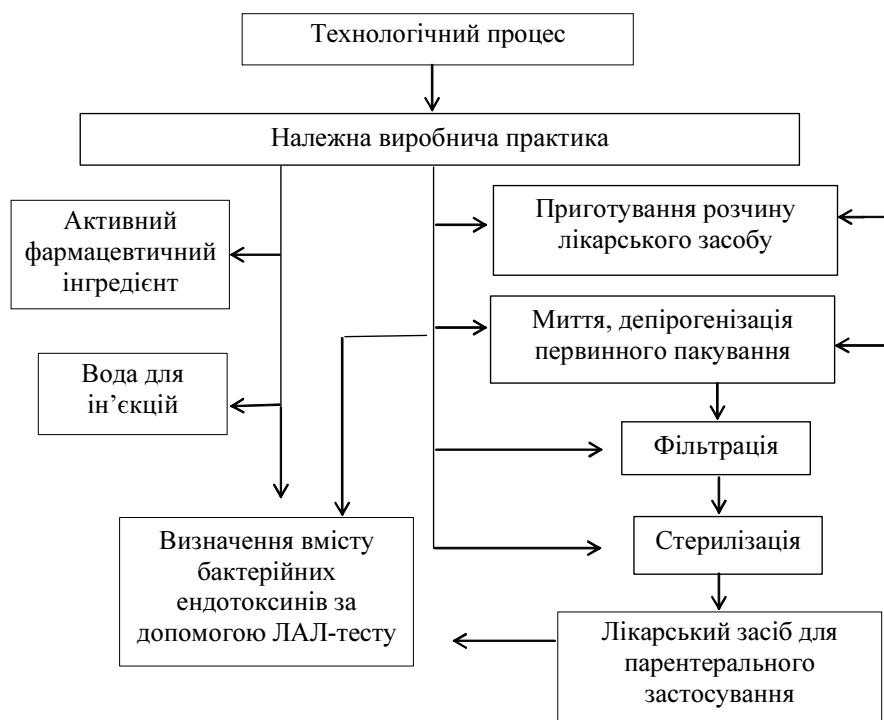 Технологічний процес
Належна виробнича практика
Активний
фармацевтичний
інгредієнт
Приготування розчину
лікарського засобу
Миття, депірогенізація
первинного пакування
Вода для
ін’єкцій
Фільтрація
Стерилізація
Визначення вмісту
бактерійних
ендотоксинів за
допомогою ЛАЛ-тесту
Лікарський засіб для
парентерального
застосування